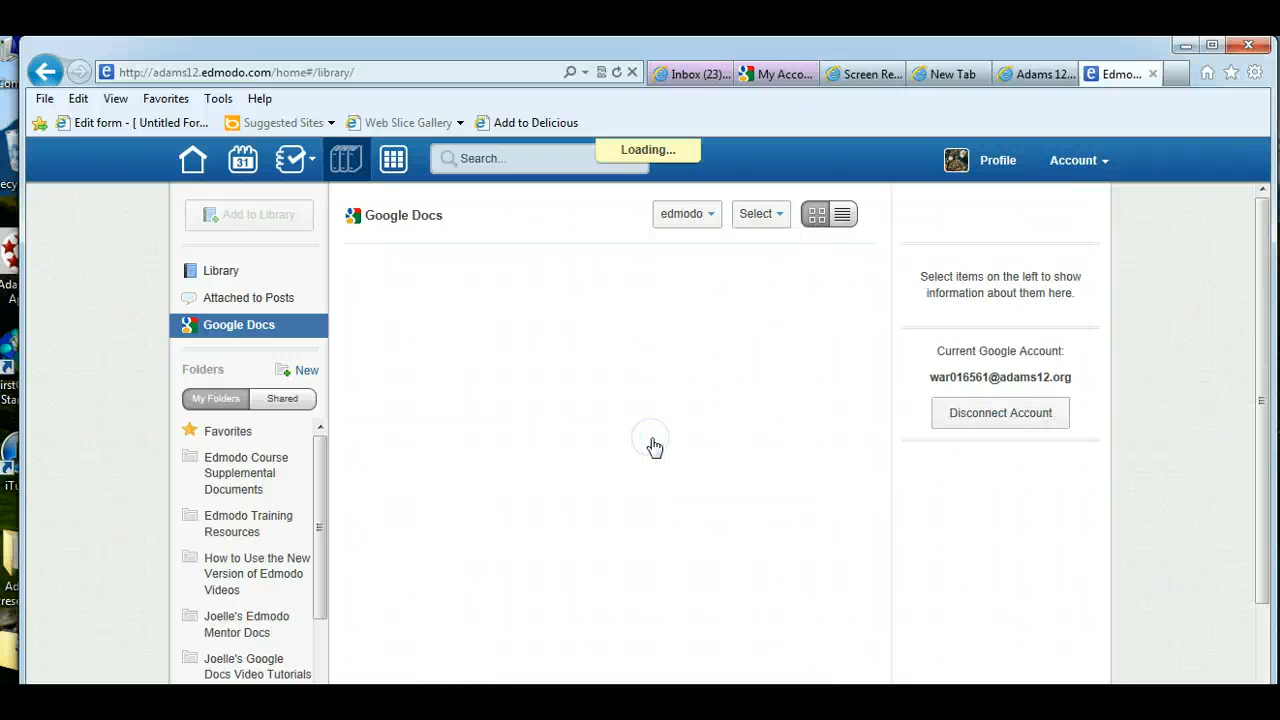 http://adams12.edmodo.com/home#/library/
Inbox (23)...
My Acco...
Screen Re...
New Tab
Adams 12...
Edmo...
File Edit View Favorites Tools Help
Edit form - [ Untitled For...
Suggested Sites
Web Slice Gallery
Add to Delicious
Loading...
31
Search...
Profile
Account
Add to Library
Google Docs
edmodo
Select
Library
Attached to Posts
Google Docs
Folders
New
My Folders
Shared
Favorites
Edmodo Course
Supplemental
Documents
Edmodo Training
Resources
How to Use the New
Version of Edmodo
Videos
Joelle's Edmodo
Mentor Docs
Joelle's Google
Docs Video Tutorials
Select items on the left to show
information about them here.
Current Google Account:
war016561@adams12.org
Disconnect Account